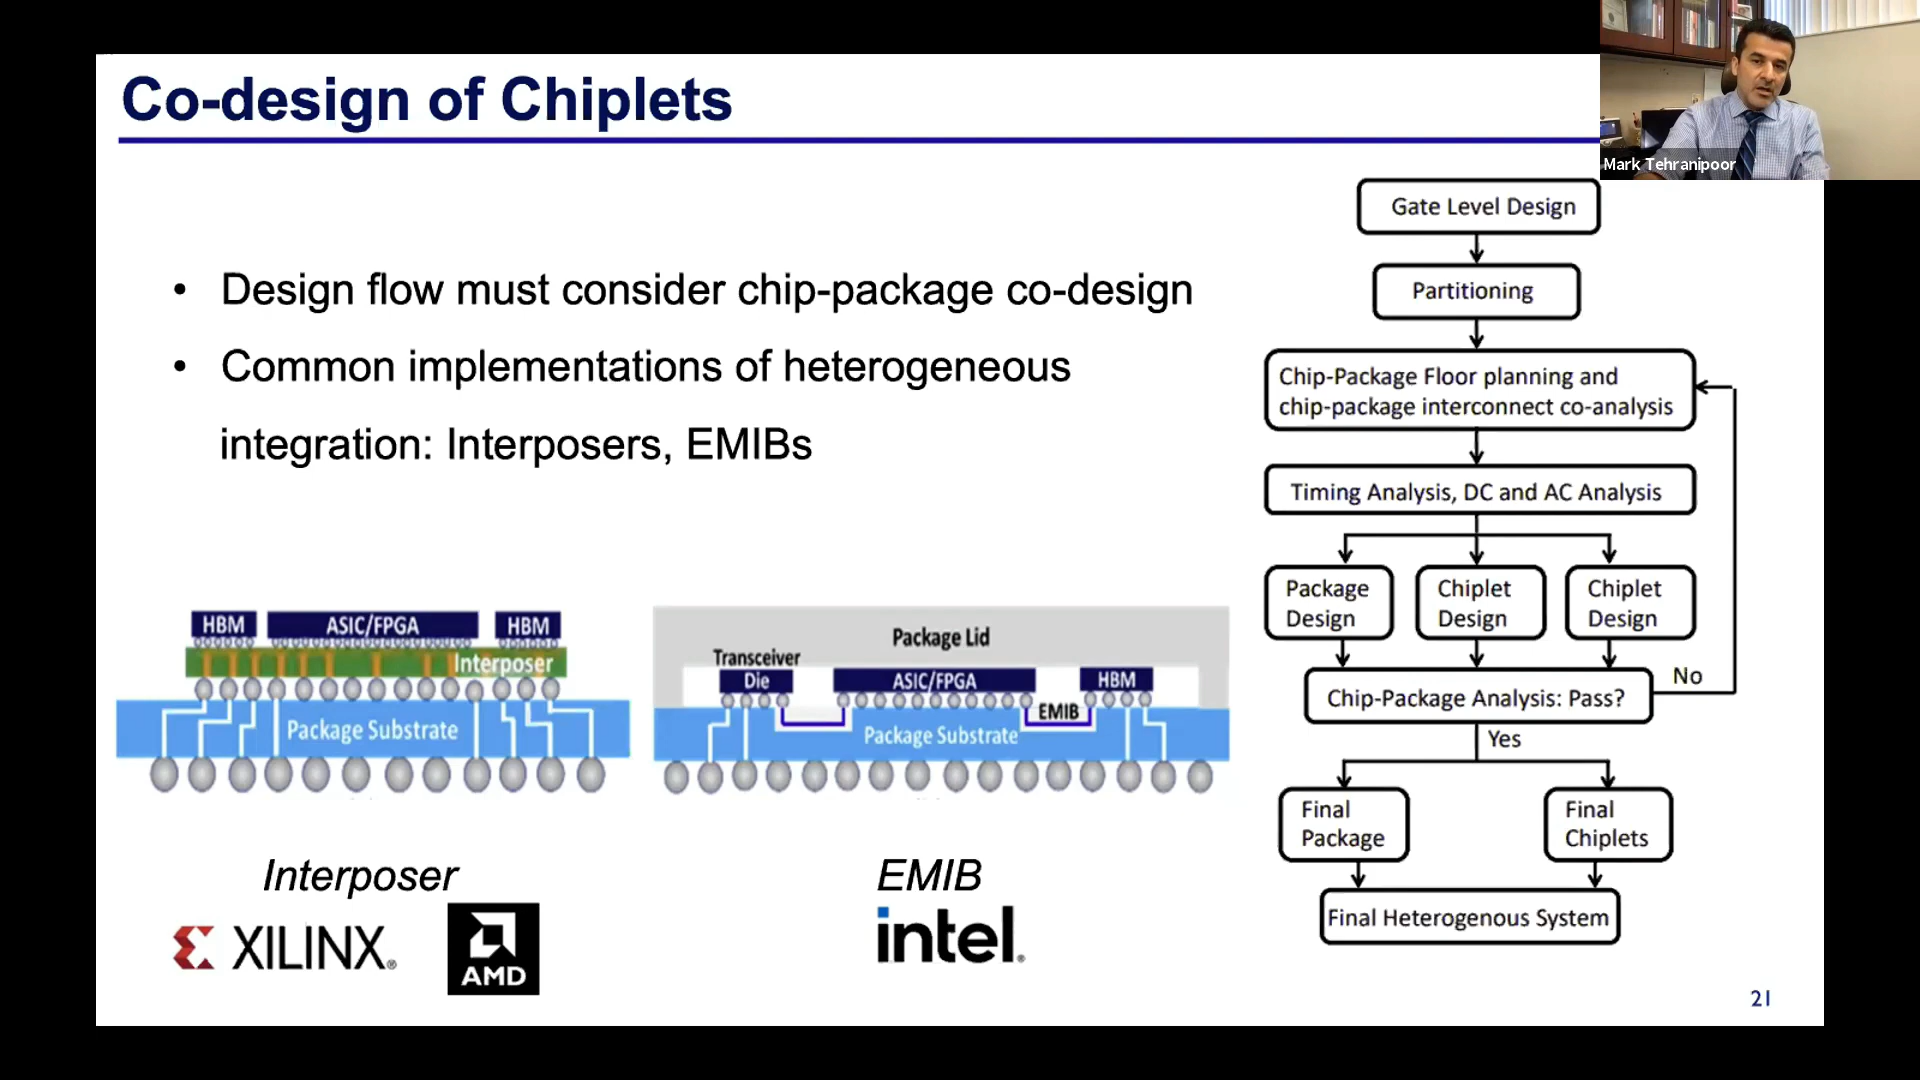 Co-design of Chiplets
Mark Tehranipoor
• Design flow must consider chip-package co-design
• Common implementations of heterogeneous
integration: Interposers, EMIBs
HBM
ASIC/FPGA
HBM
Interposer
Package Substrate
Package Lid
Transceiver
Die
ASIC/FPGA
HBM
EMIB
Package Substrate
Interposer
XILINX®
AMD
EMIB
intel®
Gate Level Design
Partitioning
Chip-Package Floor planning and
chip-package interconnect co-analysis
Timing Analysis, DC and AC Analysis
Package
Design
Chiplet
Design
Chiplet
Design
Chip-Package Analysis: Pass?
No
Yes
Final
Package
Final
Chiplets
Final Heterogenous System
21